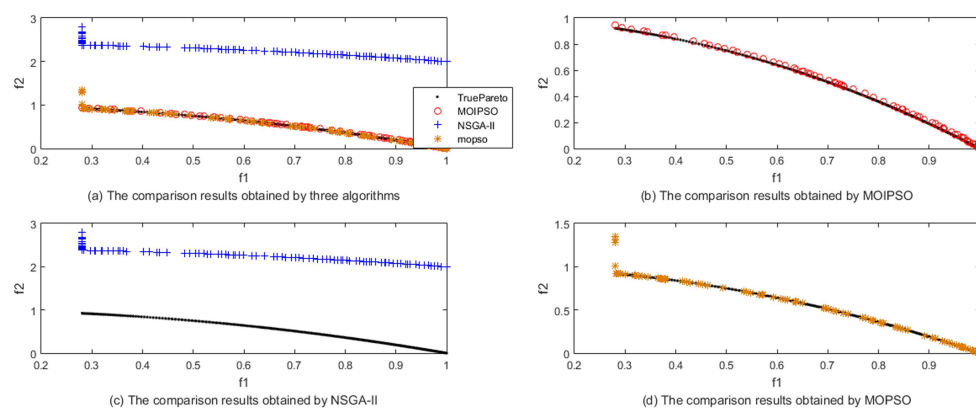 3
2
1
0
f2
0.2 0.3 0.4 0.5 0.6 0.7 0.8 0.9 1
f1
TruePareto
MOIPSO
NSGA-II
mopso
(a) The comparison results obtained by three algorithms
1
0.8
0.6
0.4
0.2
0
f2
0.2 0.3 0.4 0.5 0.6 0.7 0.8 0.9
f1
(b) The comparison results obtained by MOIPSO
3
2
1
0
f2
0.2 0.3 0.4 0.5 0.6 0.7 0.8 0.9 1
f1
(c) The comparison results obtained by NSGA-II
1.5
1
0.5
0
f2
0.2 0.3 0.4 0.5 0.6 0.7 0.8 0.9
f1
(d) The comparison results obtained by MOPSO